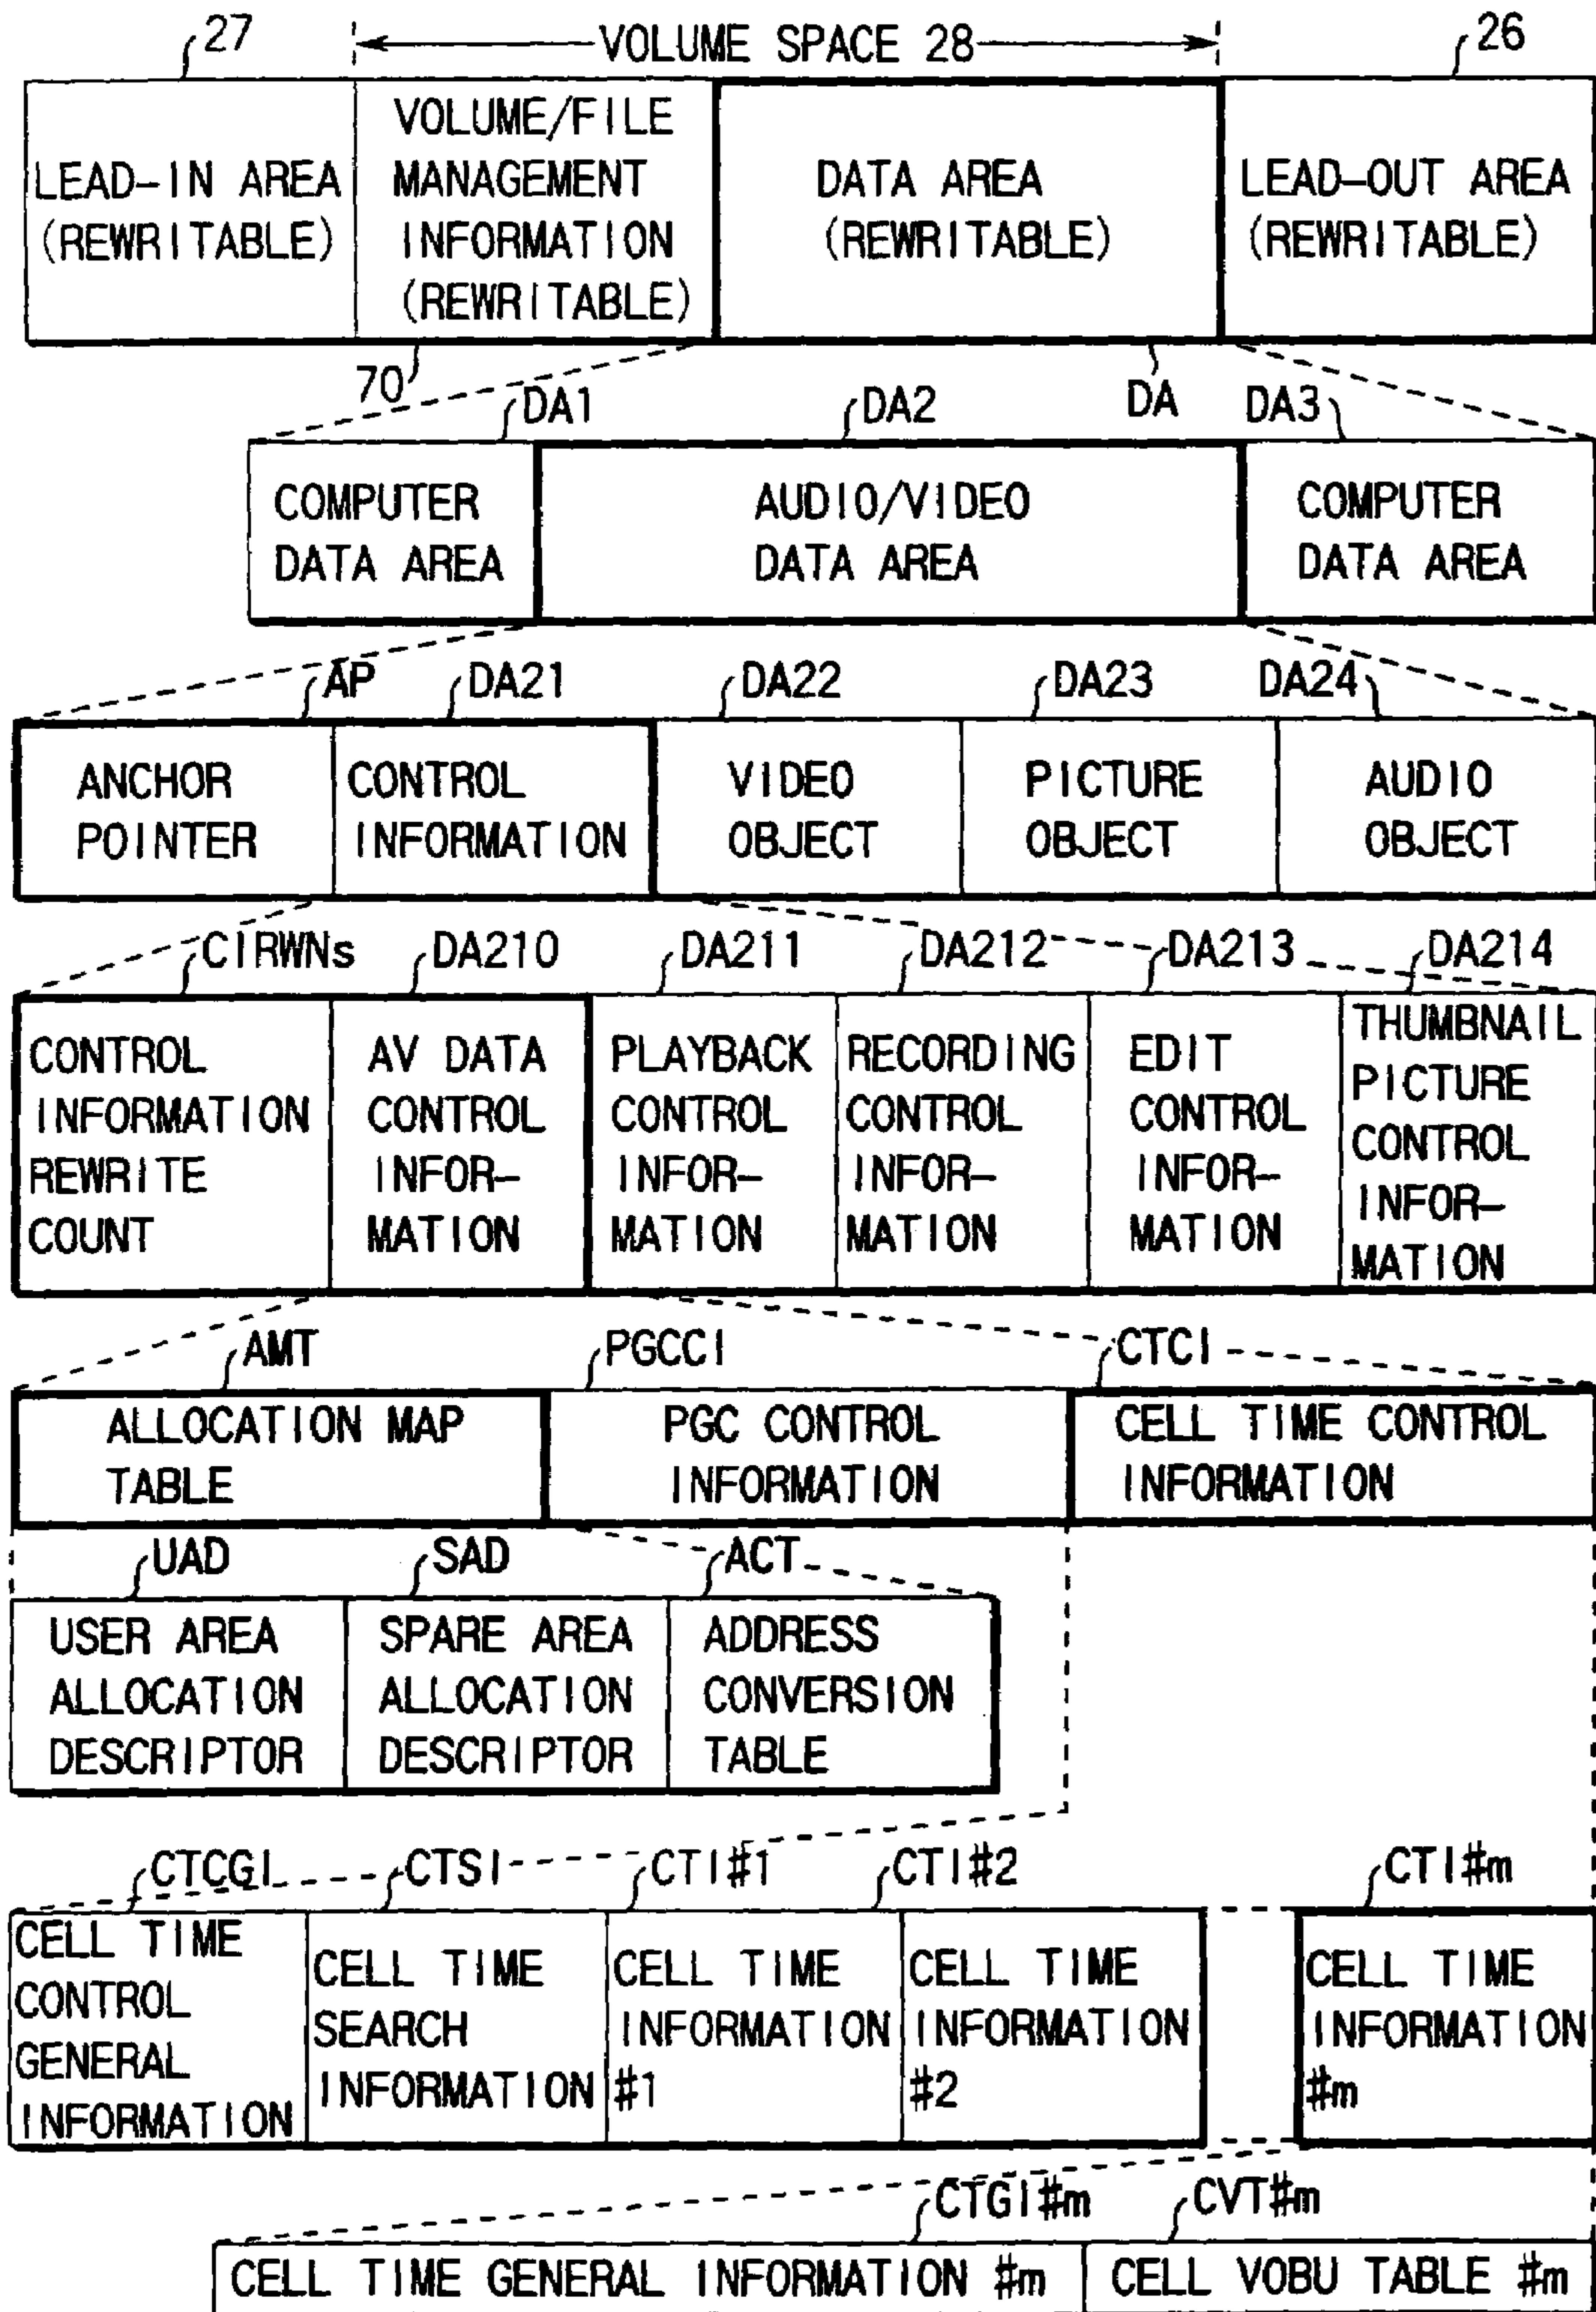 27
VOLUME SPACE 28
26
LEAD-IN AREA
(REWRITABLE)
VOLUME/FILE
MANAGEMENT
INFORMATION
(REWRITABLE)
DATA AREA
(REWRITABLE)
LEAD-OUT AREA
(REWRITABLE)
70
DA1
DA2
DA
DA3
COMPUTER
DATA AREA
AUDIO/VIDEO
DATA AREA
COMPUTER
DATA AREA
AP
DA21
DA22
DA23
DA24
ANCHOR
POINTER
CONTROL
INFORMATION
VIDEO
OBJECT
PICTURE
OBJECT
AUDIO
OBJECT
CIRWNs
DA210
DA211
DA212
DA213
DA214
CONTROL
INFORMATION
REWRITE
COUNT
AV DATA
CONTROL
INFOR-
MATION
PLAYBACK
CONTROL
INFOR-
MATION
RECORDING
CONTROL
INFOR-
MATION
EDIT
CONTROL
INFOR-
MATION
THUMBNAIL
PICTURE
CONTROL
INFOR-
MATION
AMT
PGCCI
CTCI
ALLOCATION MAP
TABLE
PGC CONTROL
INFORMATION
CELL TIME CONTROL
INFORMATION
UAD
SAD
ACT
USER AREA
ALLOCATION
DESCRIPTOR
SPARE AREA
ALLOCATION
DESCRIPTOR
ADDRESS
CONVERSION
TABLE
CTCGI
CTSI
CTI#1
CTI#2
CTI#m
CELL TIME
CONTROL
GENERAL
INFORMATION
CELL TIME
SEARCH
INFORMATION
CELL TIME
INFORMATION
#1
CELL TIME
INFORMATION
#2
CELL TIME
INFORMATION
#m
CTGI#m
CVT#m
CELL TIME GENERAL INFORMATION #m
CELL VOBU TABLE #m